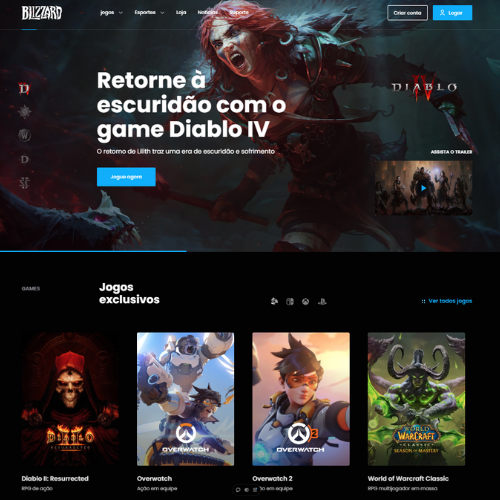 BLIZZARD
jogos Esportes Loja Notícias Reporte Criar conta Logar
Retorne à
escuridão com o
game Diablo IV
O retorno de Lilith traz uma era de escuridão e sofrimento
Jogue agora
DIABLO
IV
ASSISTA O TRAILER
GAMES
Jogos
exclusivos
Ver todos jogos
DIABLO II
RESURRECTED
OVERWATCH
OVERWATCH 2
WORLD OF
WARCRAFT
CLASSIC
SEASON OF MASTERY
Diablo II: Resurrected
RPG de ação
Overwatch
Ação em equipe
Overwatch 2
ão em equipe
World of Warcraft Classic
RPG multijogador em massa